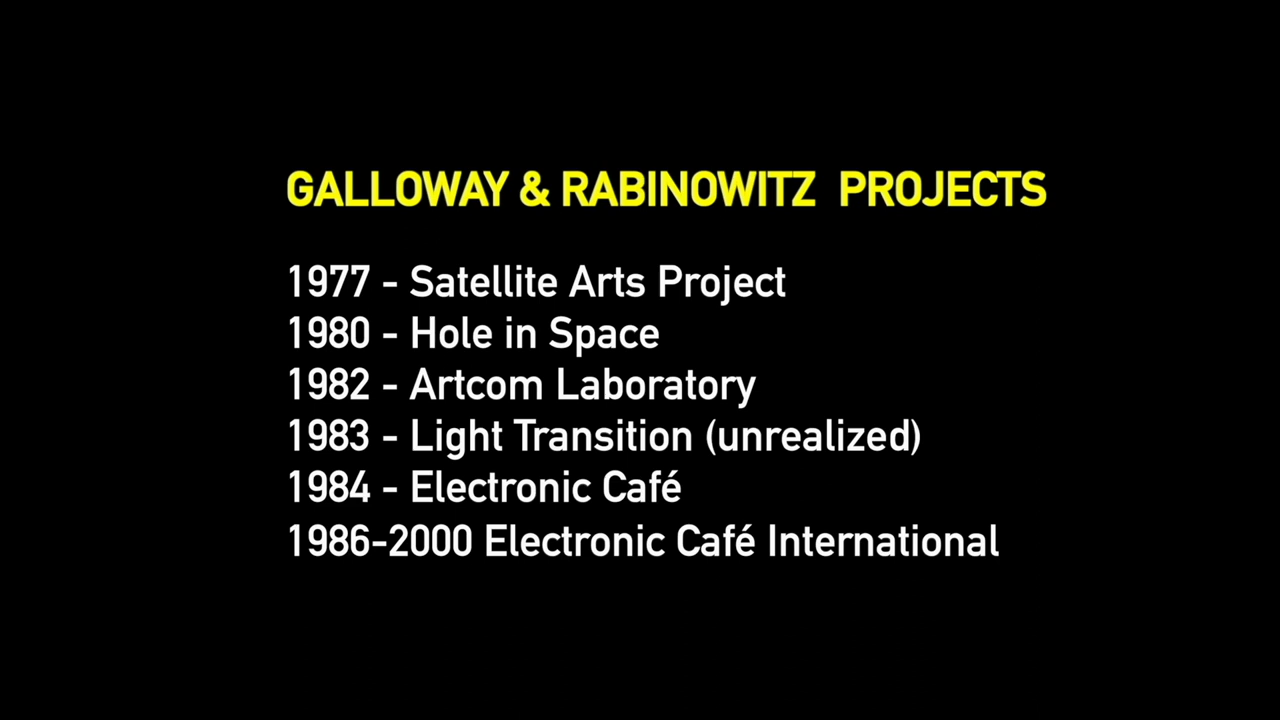 GALLOWAY & RABINOWITZ PROJECTS
1977 - Satellite Arts Project
1980 - Hole in Space
1982 - Artcom Laboratory
1983 - Light Transition (unrealized)
1984 - Electronic Café
1986-2000 Electronic Café International